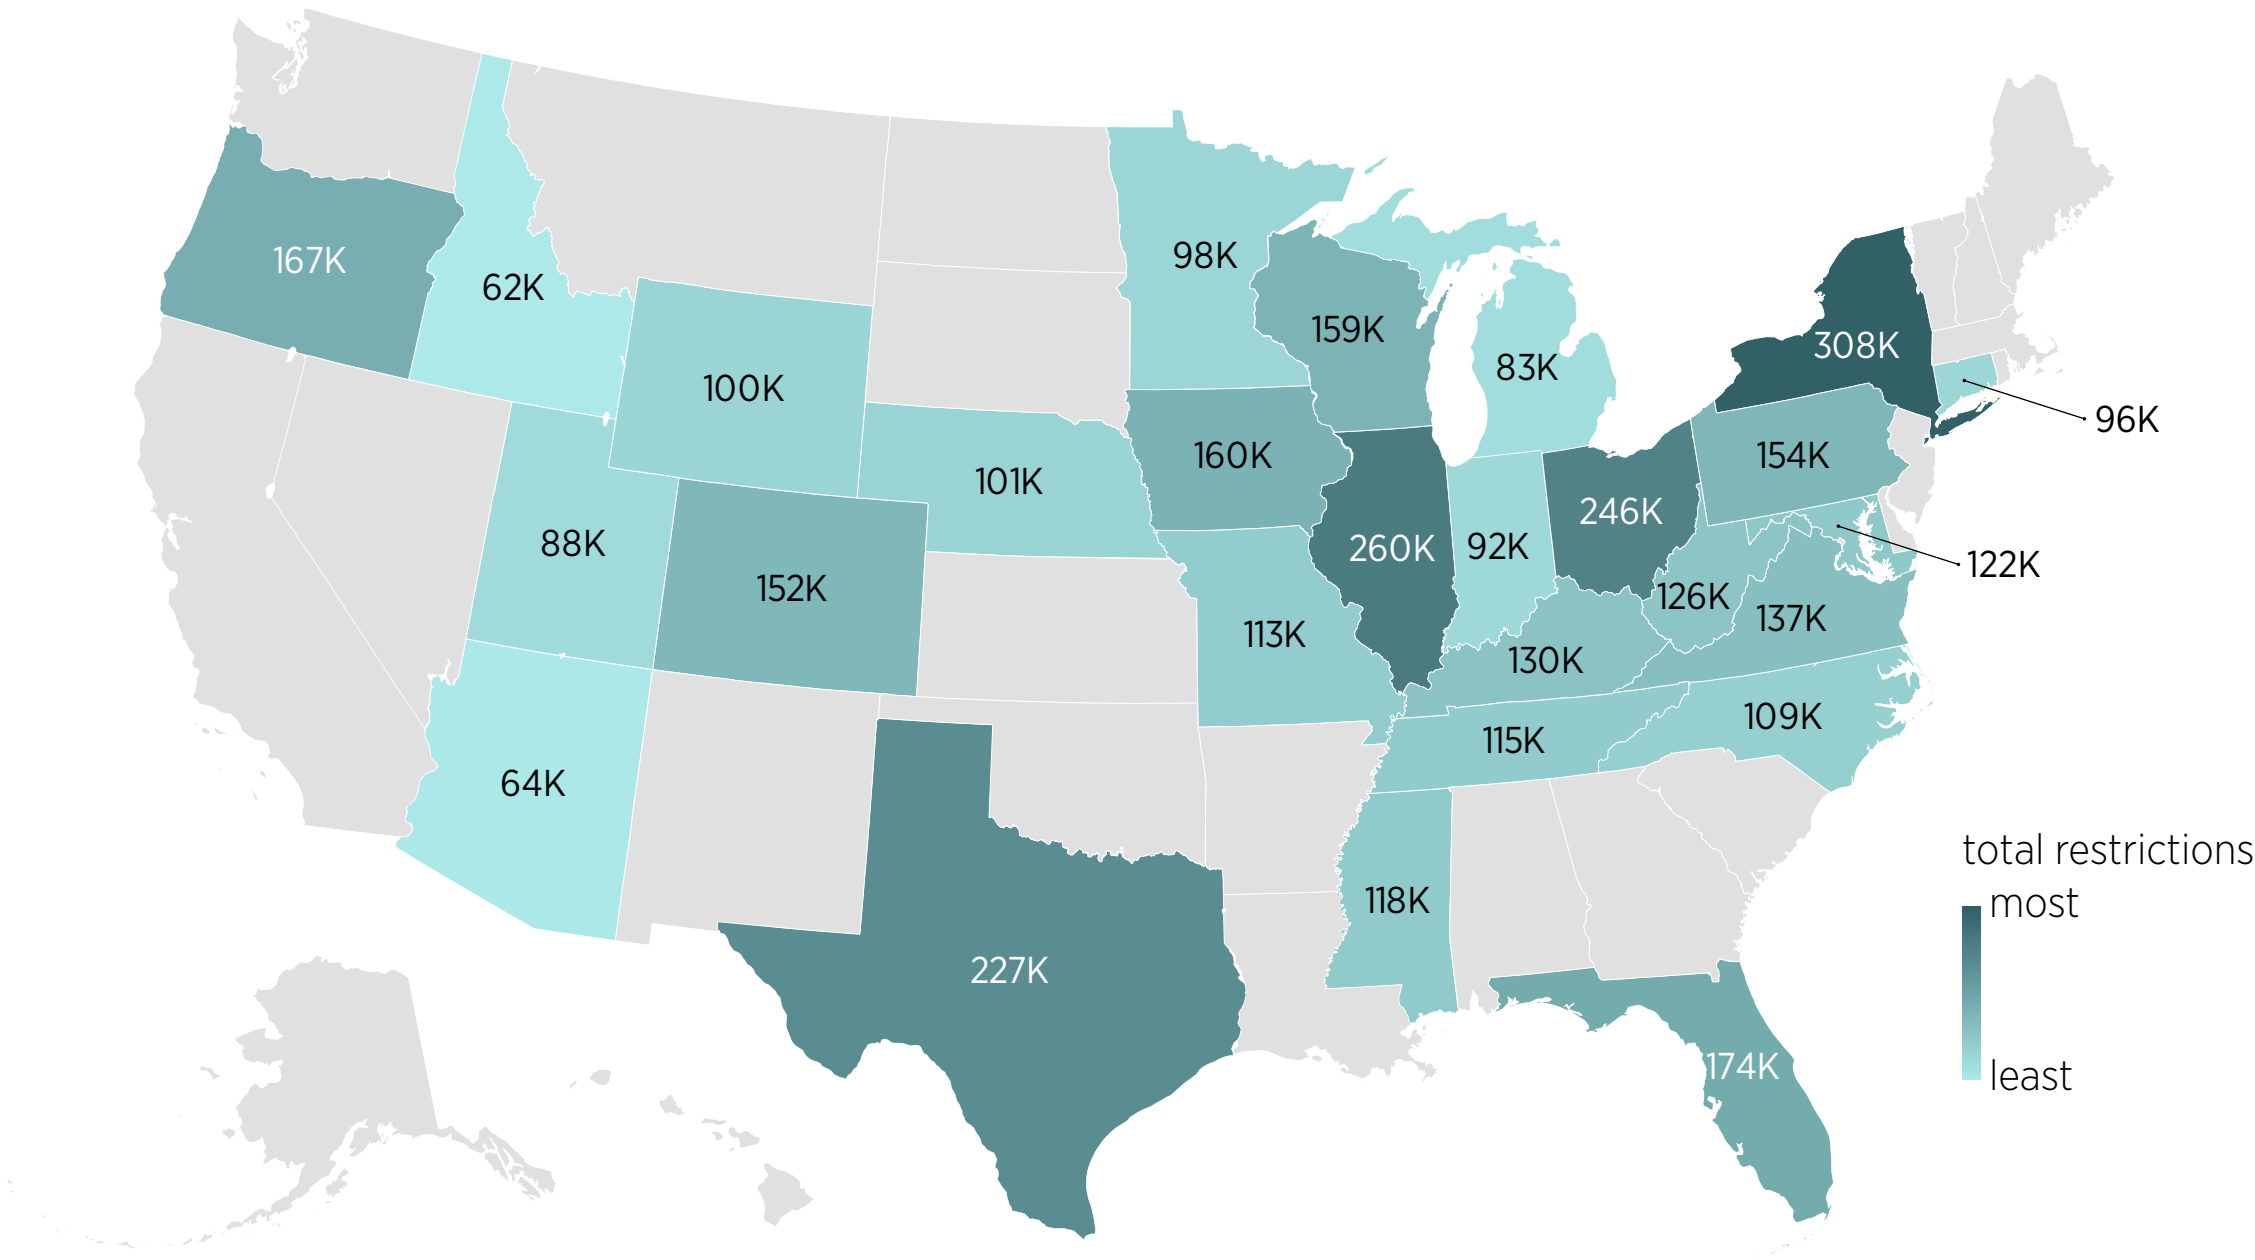 167K
62K
98K
159K
308K
83K
100K
96K
160K
154K
101K
246K
88K
260K
92K
122K
152K
126K
137K
113K
130K
109K
115K
64K
total restrictions
most
118K
227K
174K
least